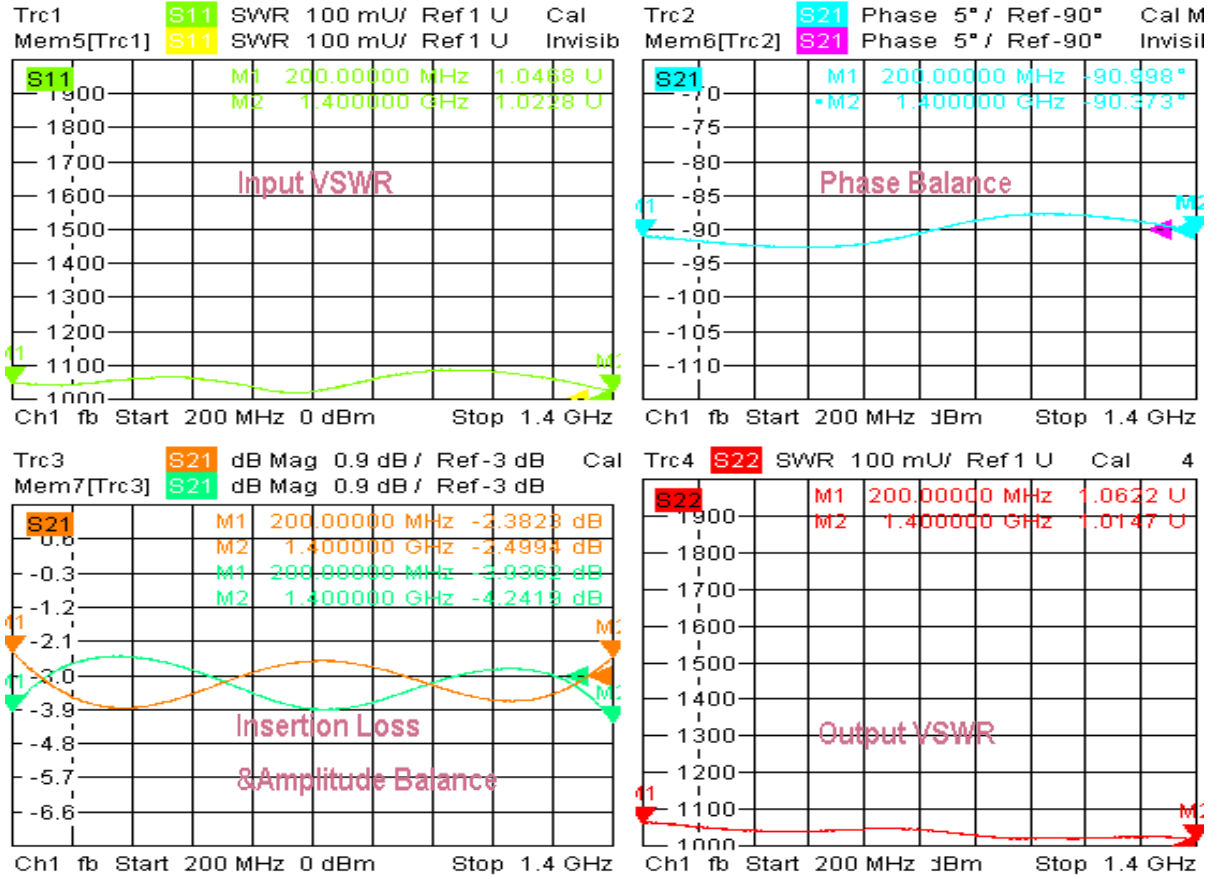 Trc1 S11 SWR 100 mU/ Ref 1 U Cal
Mem5[Trc1] S11 SWR 100 mU/ Ref 1 U Invisib
S11
M1 200.00000 MHz 1.0468 U
M2 1.400000 GHz 1.0228 U
1900
1800
1700
1600
1500
1400
1300
1200
1100
1000
Input VSWR
M2
Ch1 fb Start 200 MHz 0 dBm Stop 1.4 GHz
Trc2 S21 Phase 5°/ Ref -90° Cal M
Mem6[Trc2] S21 Phase 5°/ Ref -90° Invisil
S21
M1 200.00000 MHz -90.998°
•M2 1.400000 GHz -90.373°
-70
-75
-80
-85
-90
-95
-100
-105
-110
Phase Balance
M2
Ch1 fb Start 200 MHz dBm Stop 1.4 GHz
Trc3 S21 dB Mag 0.9 dB/ Ref -3 dB Cal
Mem7[Trc3] S21 dB Mag 0.9 dB/ Ref -3 dB
S21
M1 200.00000 MHz -2.3823 dB
M2 1.400000 GHz -2.4994 dB
M1 200.00000 MHz -3.9362 dB
M2 1.400000 GHz -4.2419 dB
0.6
-0.3
-1.2
-2.1
-3.0
-3.9
-4.8
-5.7
-6.6
Insertion Loss
&Amplitude Balance
Ch1 fb Start 200 MHz 0 dBm Stop 1.4 GHz
Trc4 S22 SWR 100 mU/ Ref 1 U Cal 4
S22
M1 200.00000 MHz 1.0622 U
M2 1.400000 GHz 1.0147 U
1900
1800
1700
1600
1500
1400
1300
1200
1100
1000
Output VSWR
Ch1 fb Start 200 MHz dBm Stop 1.4 GHz